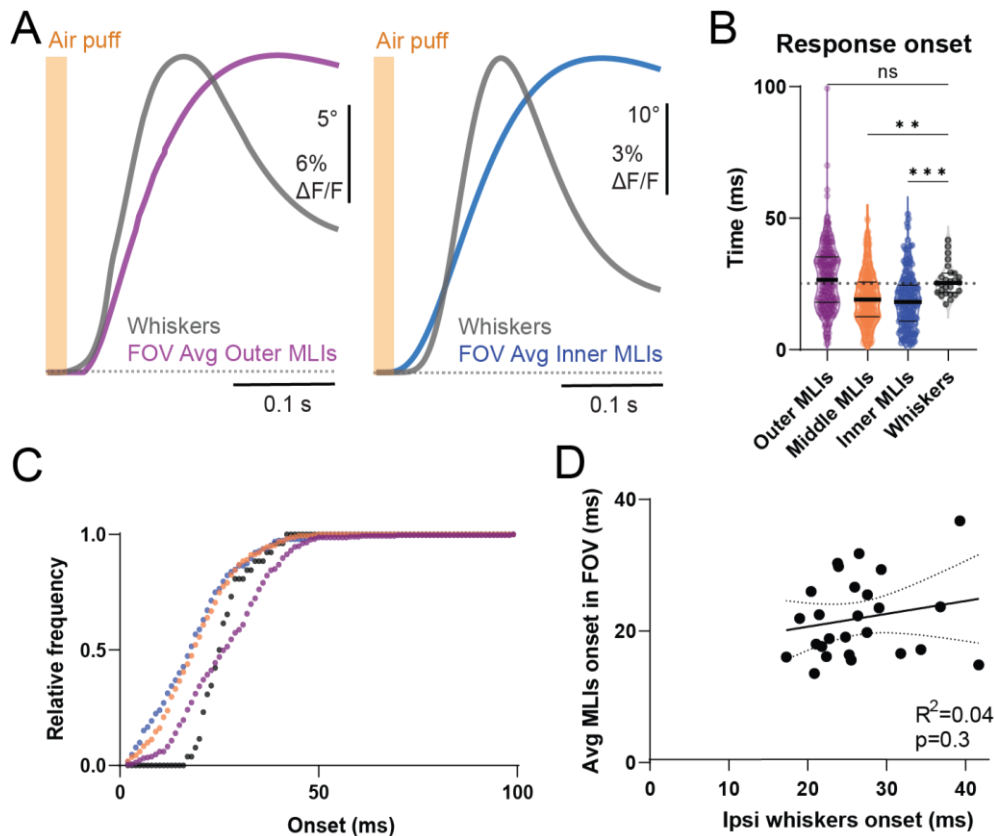 A
Air puff
5°
6%
ΔF/F
Whiskers
FOV Avg Outer MLIs
0.1 s
Air puff
10°
3%
ΔF/F
Whiskers
FOV Avg Inner MLIs
0.1 s
B
Response onset
ns
**
***
100
50
0
Time (ms)
Outer MLIs
Middle MLIs
Inner MLIs
Whiskers
C
1.0
0.5
0.0
Relative frequency
0
50
100
Onset (ms)
D
40
20
0
Avg MLIs onset in FOV (ms)
R²=0.04
p=0.3
0
10
20
30
40
Ipsi whiskers onset (ms)